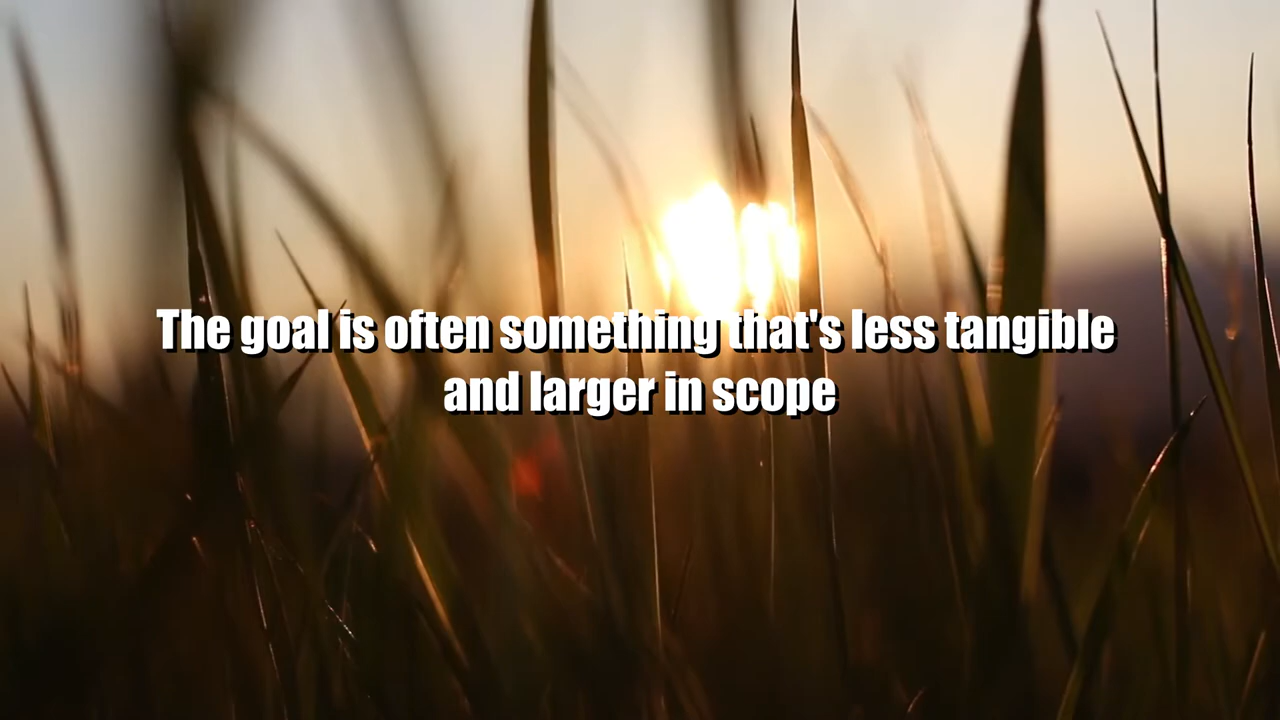 The goal is often something that's less tangible
and larger in scope